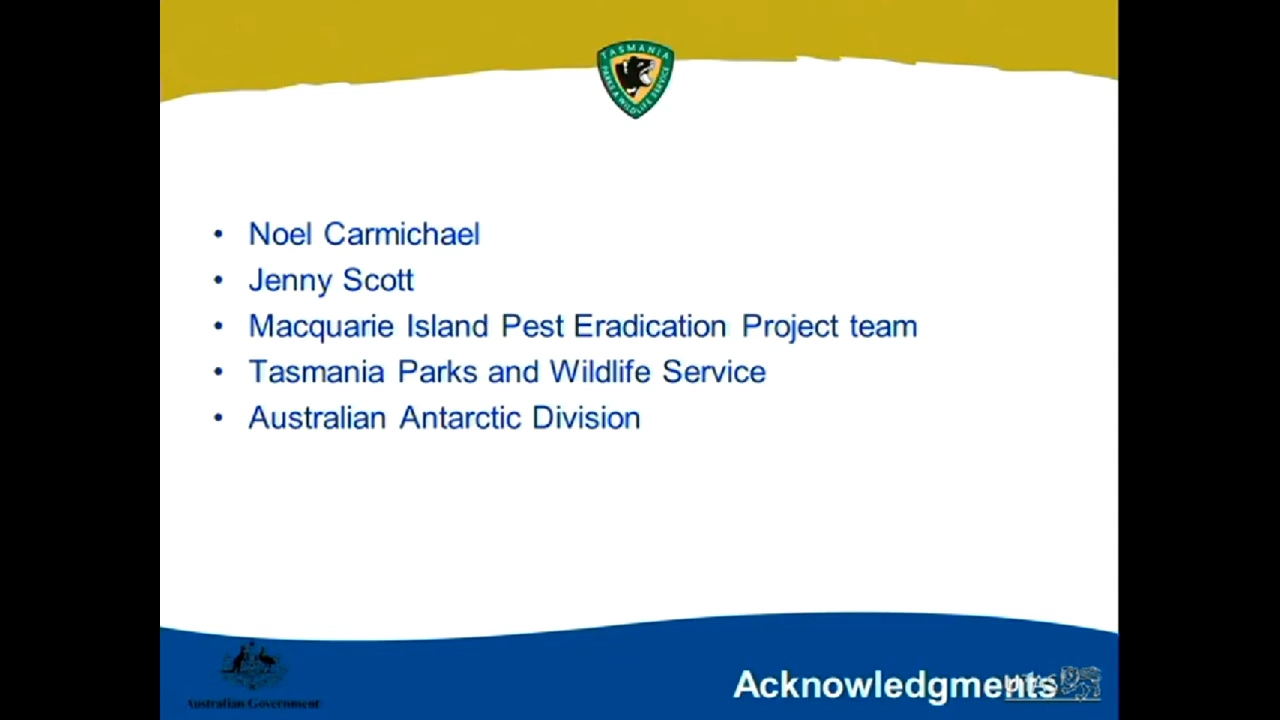 TASMANIA
PARKS & WILDLIFE SERVICE
• Noel Carmichael
• Jenny Scott
• Macquarie Island Pest Eradication Project team
• Tasmania Parks and Wildlife Service
• Australian Antarctic Division
Australian Government
Acknowledgments